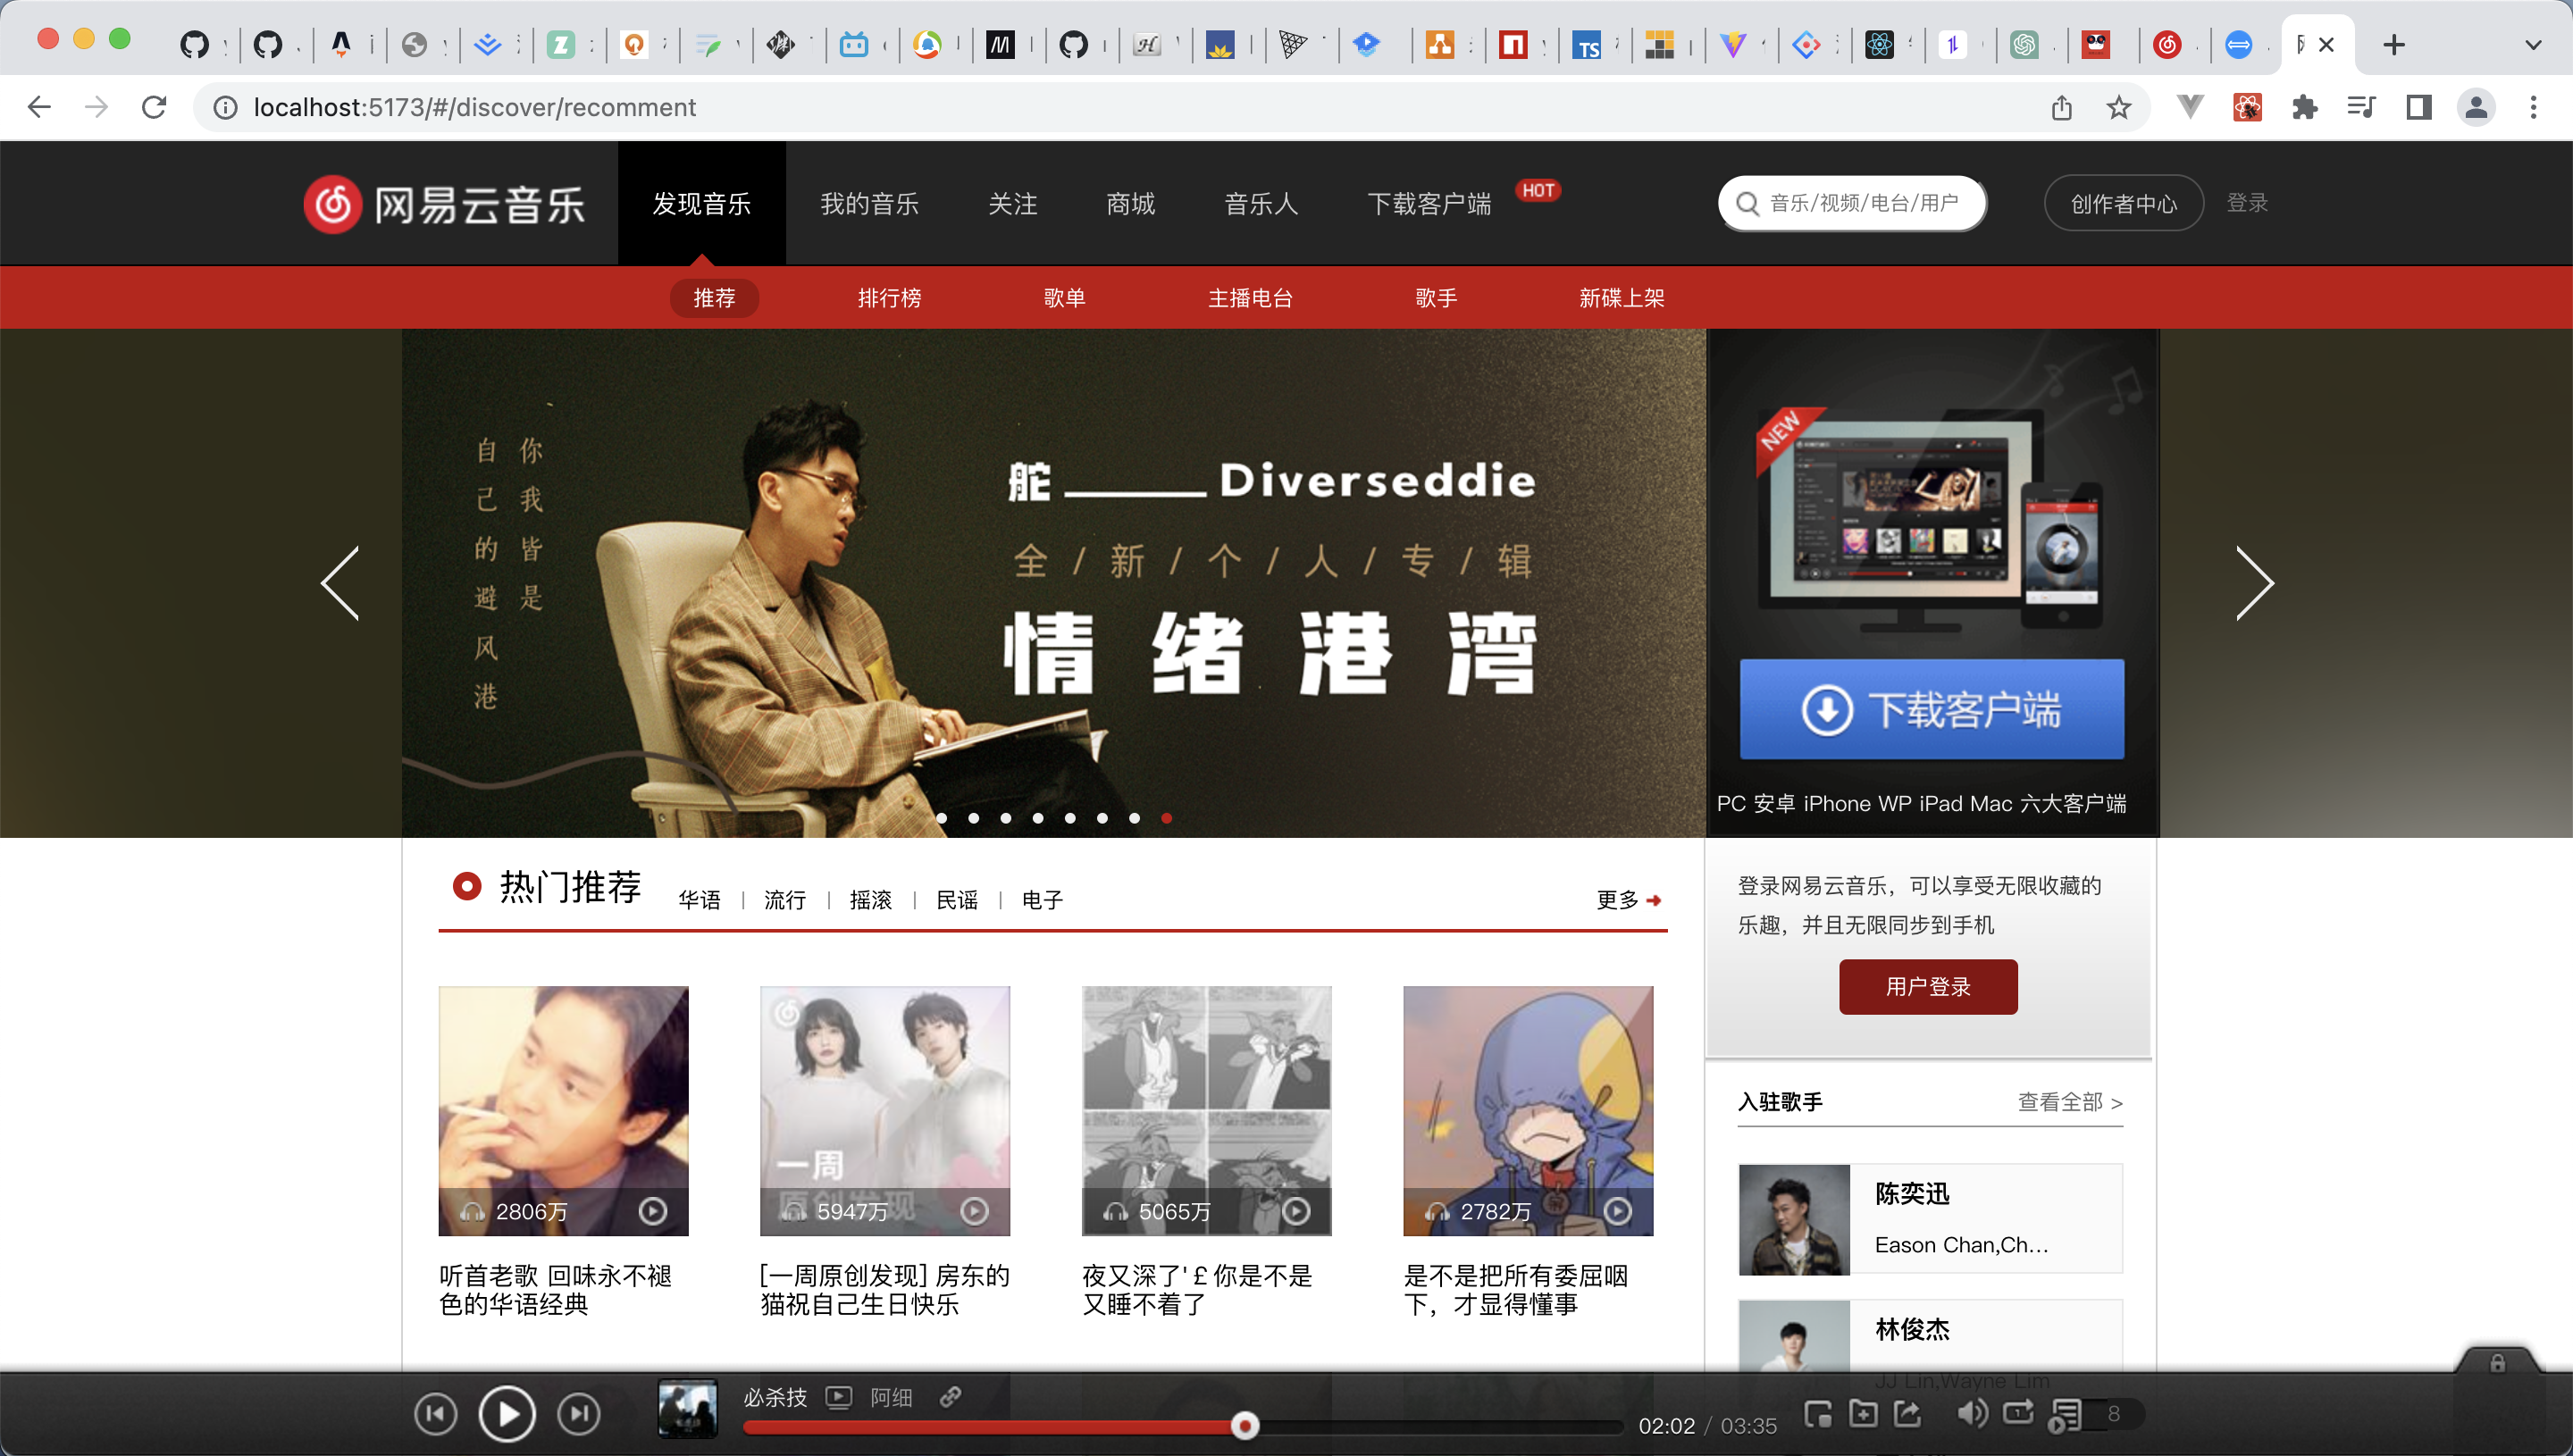 localhost:5173/#/discover/recomment
网易云音乐
发现音乐
我的音乐
关注
商城
音乐人
下载客户端
HOT
音乐/视频/电台/用户
创作者中心
登录
推荐
排行榜
歌单
主播电台
歌手
新碟上架
你我皆是
自己的避风港
舵 Diverseddie
全/新/个/人/专/辑
情绪港湾
NEW
下载客户端
PC 安卓 iPhone WP iPad Mac 六大客户端
热门推荐
华语 | 流行 | 摇滚 | 民谣 | 电子
更多
登录网易云音乐，可以享受无限收藏的
乐趣，并且无限同步到手机
用户登录
一周
原创发现
2806万
5947万
5065万
2782万
听首老歌 回味永不褪
色的华语经典
[一周原创发现] 房东的
猫祝自己生日快乐
夜又深了'￡你是不是
又睡不着了
是不是把所有委屈咽
下，才显得懂事
入驻歌手
查看全部 >
陈奕迅
Eason Chan,Ch...
林俊杰
JJ Lin,Wayne Lim
必杀技
阿细
02:02 / 03:35
8